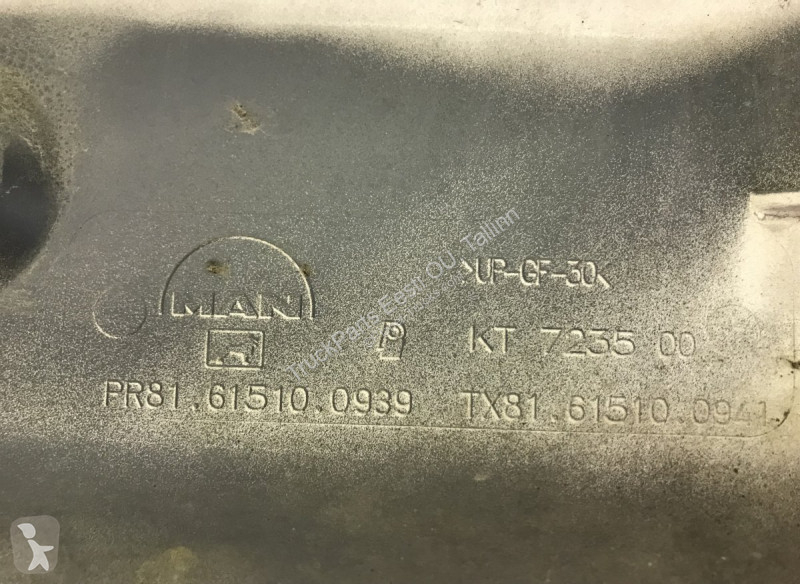 MAN
>UP-GF-30<
KT 7235 00
PR81.61510.0939 TX81.61510.0941
TruckParts Eesti OÜ, Tallinn